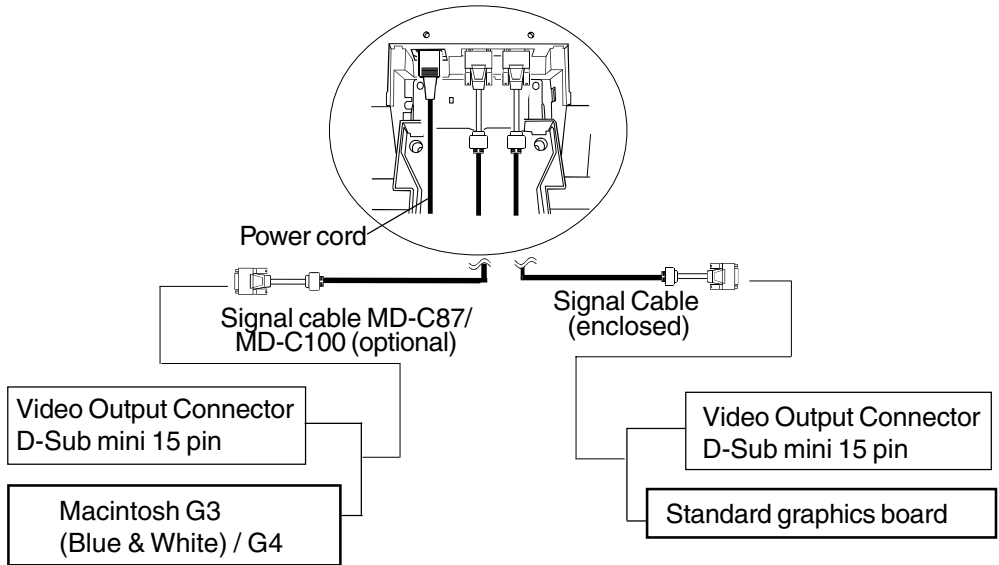 Power cord
Signal cable MD-C87/
MD-C100 (optional)
Signal Cable
(enclosed)
Video Output Connector
D-Sub mini 15 pin
Macintosh G3
(Blue & White) / G4
Video Output Connector
D-Sub mini 15 pin
Standard graphics board